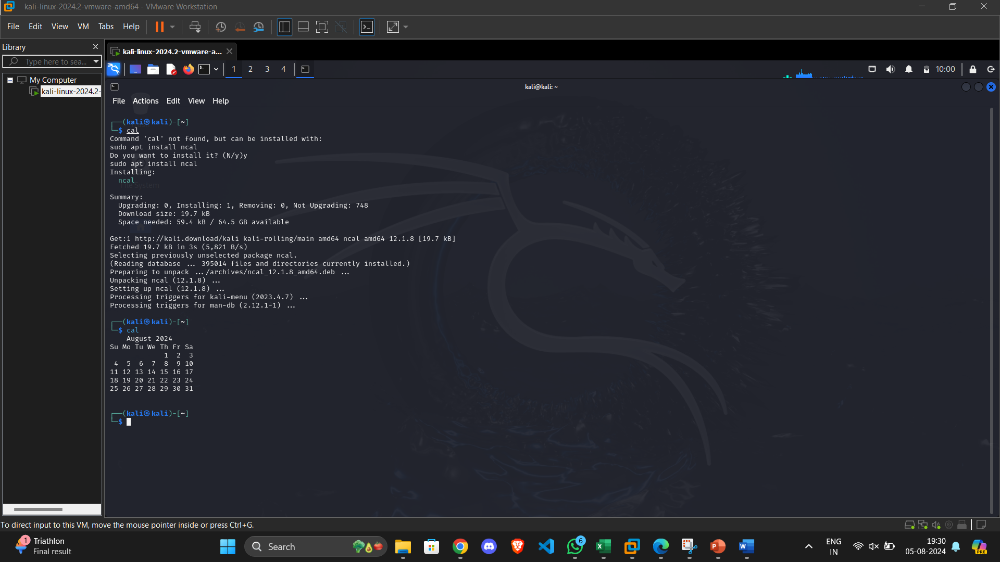 kali-linux-2024.2-vmware-amd64 - VMware Workstation
File Edit View VM Tabs Help
Library
kali-linux-2024.2-vmware-a...
Type here to sea...
1 2 3 4
10:00
My Computer
kali-linux-2024.2-
kali@kali: ~
File Actions Edit View Help
┌──(kali㉿kali)-[~]
└─$ cal
Command 'cal' not found, but can be installed with:
sudo apt install ncal
Do you want to install it? (N/y)y
sudo apt install ncal
Installing:
  ncal
File System
Summary:
  Upgrading: 0, Installing: 1, Removing: 0, Not Upgrading: 748
  Download size: 19.7 kB
  Space needed: 59.4 kB / 64.5 GB available
Get:1 http://kali.download/kali kali-rolling/main amd64 ncal amd64 12.1.8 [19.7 kB]
Fetched 19.7 kB in 3s (5,821 B/s)
Selecting previously unselected package ncal.
(Reading database ... 395014 files and directories currently installed.)
Preparing to unpack .../archives/ncal_12.1.8_amd64.deb ...
Unpacking ncal (12.1.8) ...
Setting up ncal (12.1.8) ...
Processing triggers for kali-menu (2023.4.7) ...
Processing triggers for man-db (2.12.1-1) ...
┌──(kali㉿kali)-[~]
└─$ cal
    August 2024
Su Mo Tu We Th Fr Sa
             1  2  3
 4  5  6  7  8  9 10
11 12 13 14 15 16 17
18 19 20 21 22 23 24
25 26 27 28 29 30 31
┌──(kali㉿kali)-[~]
└─$
To direct input to this VM, move the mouse pointer inside or press Ctrl+G.
1
Triathlon
Final result
Search
6
ENG
IN
19:30
05-08-2024
PRE